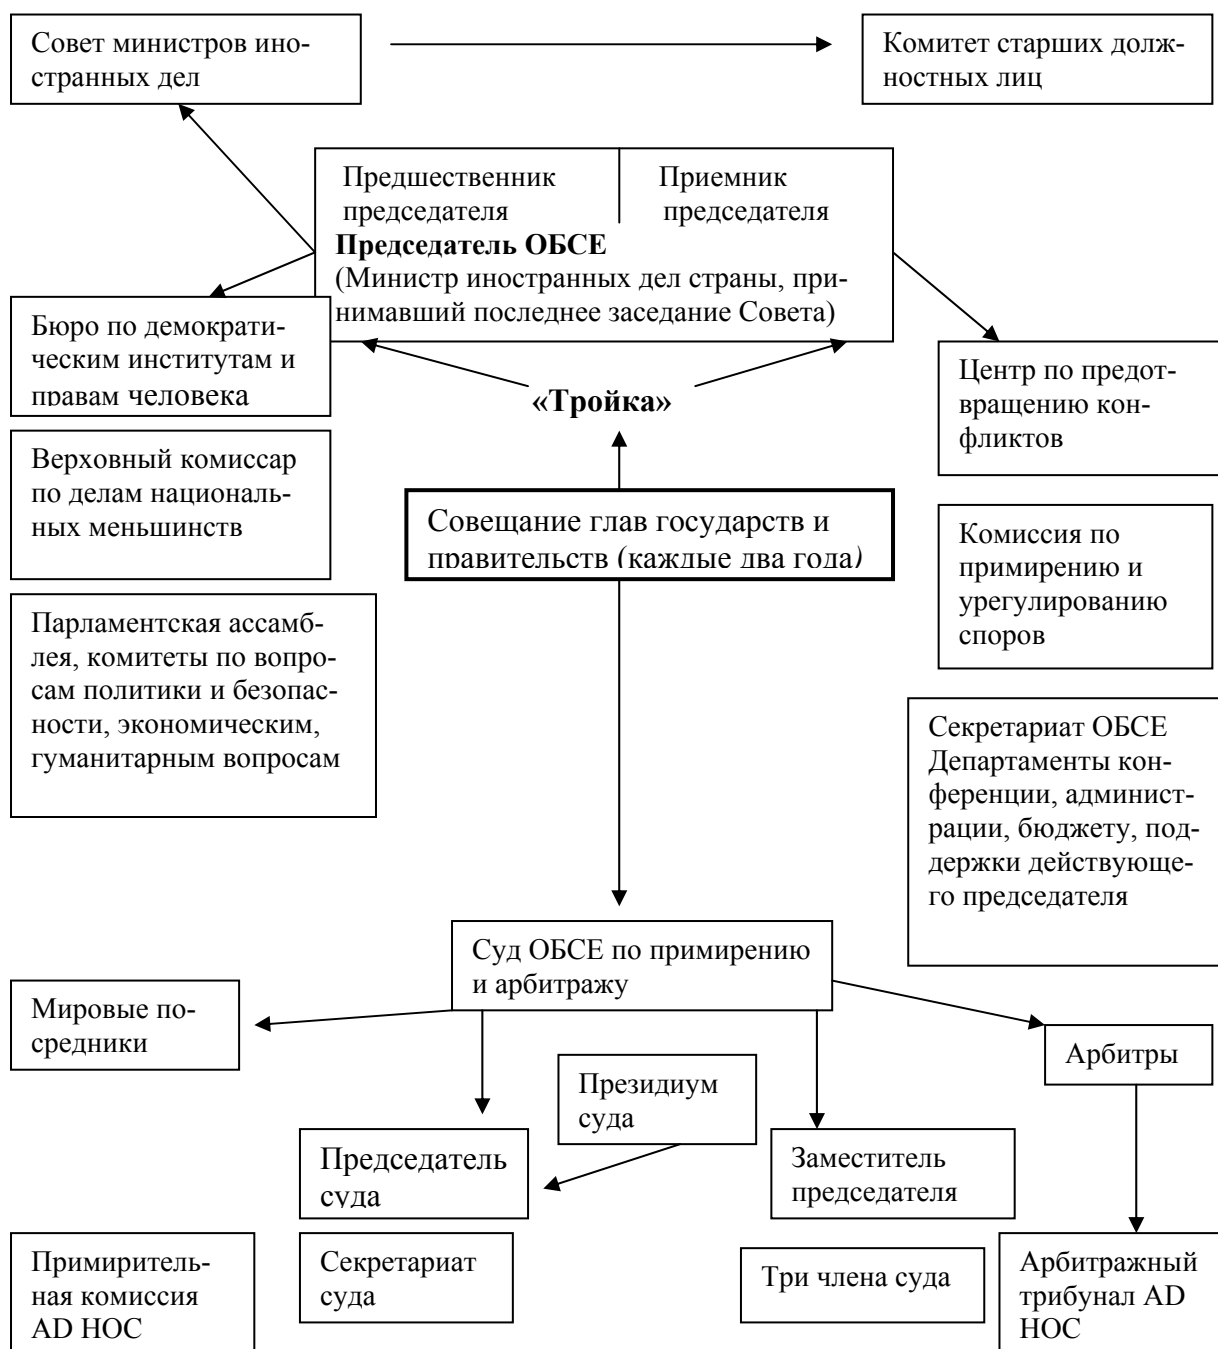 Совет министров ино-
странных дел
Комитет старших долж-
ностных лиц
Предшественник
председателя
Приемник
председателя
Председатель ОБСЕ
(Министр иностранных дел страны, при-
нимавший последнее заседание Совета)
Бюро по демократи-
ческим институтам и
правам человека
«Тройка»
Центр по предот-
вращению кон-
фликтов
Верховный комиссар
по делам националь-
ных меньшинств
Совещание глав государств и
правительств (каждые два года)
Комиссия по
примирению и
урегулированию
споров
Парламентская ассамб-
лея, комитеты по вопро-
сам политики и безопас-
ности, экономическим,
гуманитарным вопросам
Секретариат ОБСЕ
Департаменты кон-
ференции, админист-
рации, бюджету, под-
держки действующе-
го председателя
Суд ОБСЕ по примирению
и арбитражу
Мировые по-
средники
Арбитры
Президиум
суда
Председатель
суда
Заместитель
председателя
Примиритель-
ная комиссия
AD HOC
Секретариат
суда
Три члена суда
Арбитражный
трибунал AD
HOC